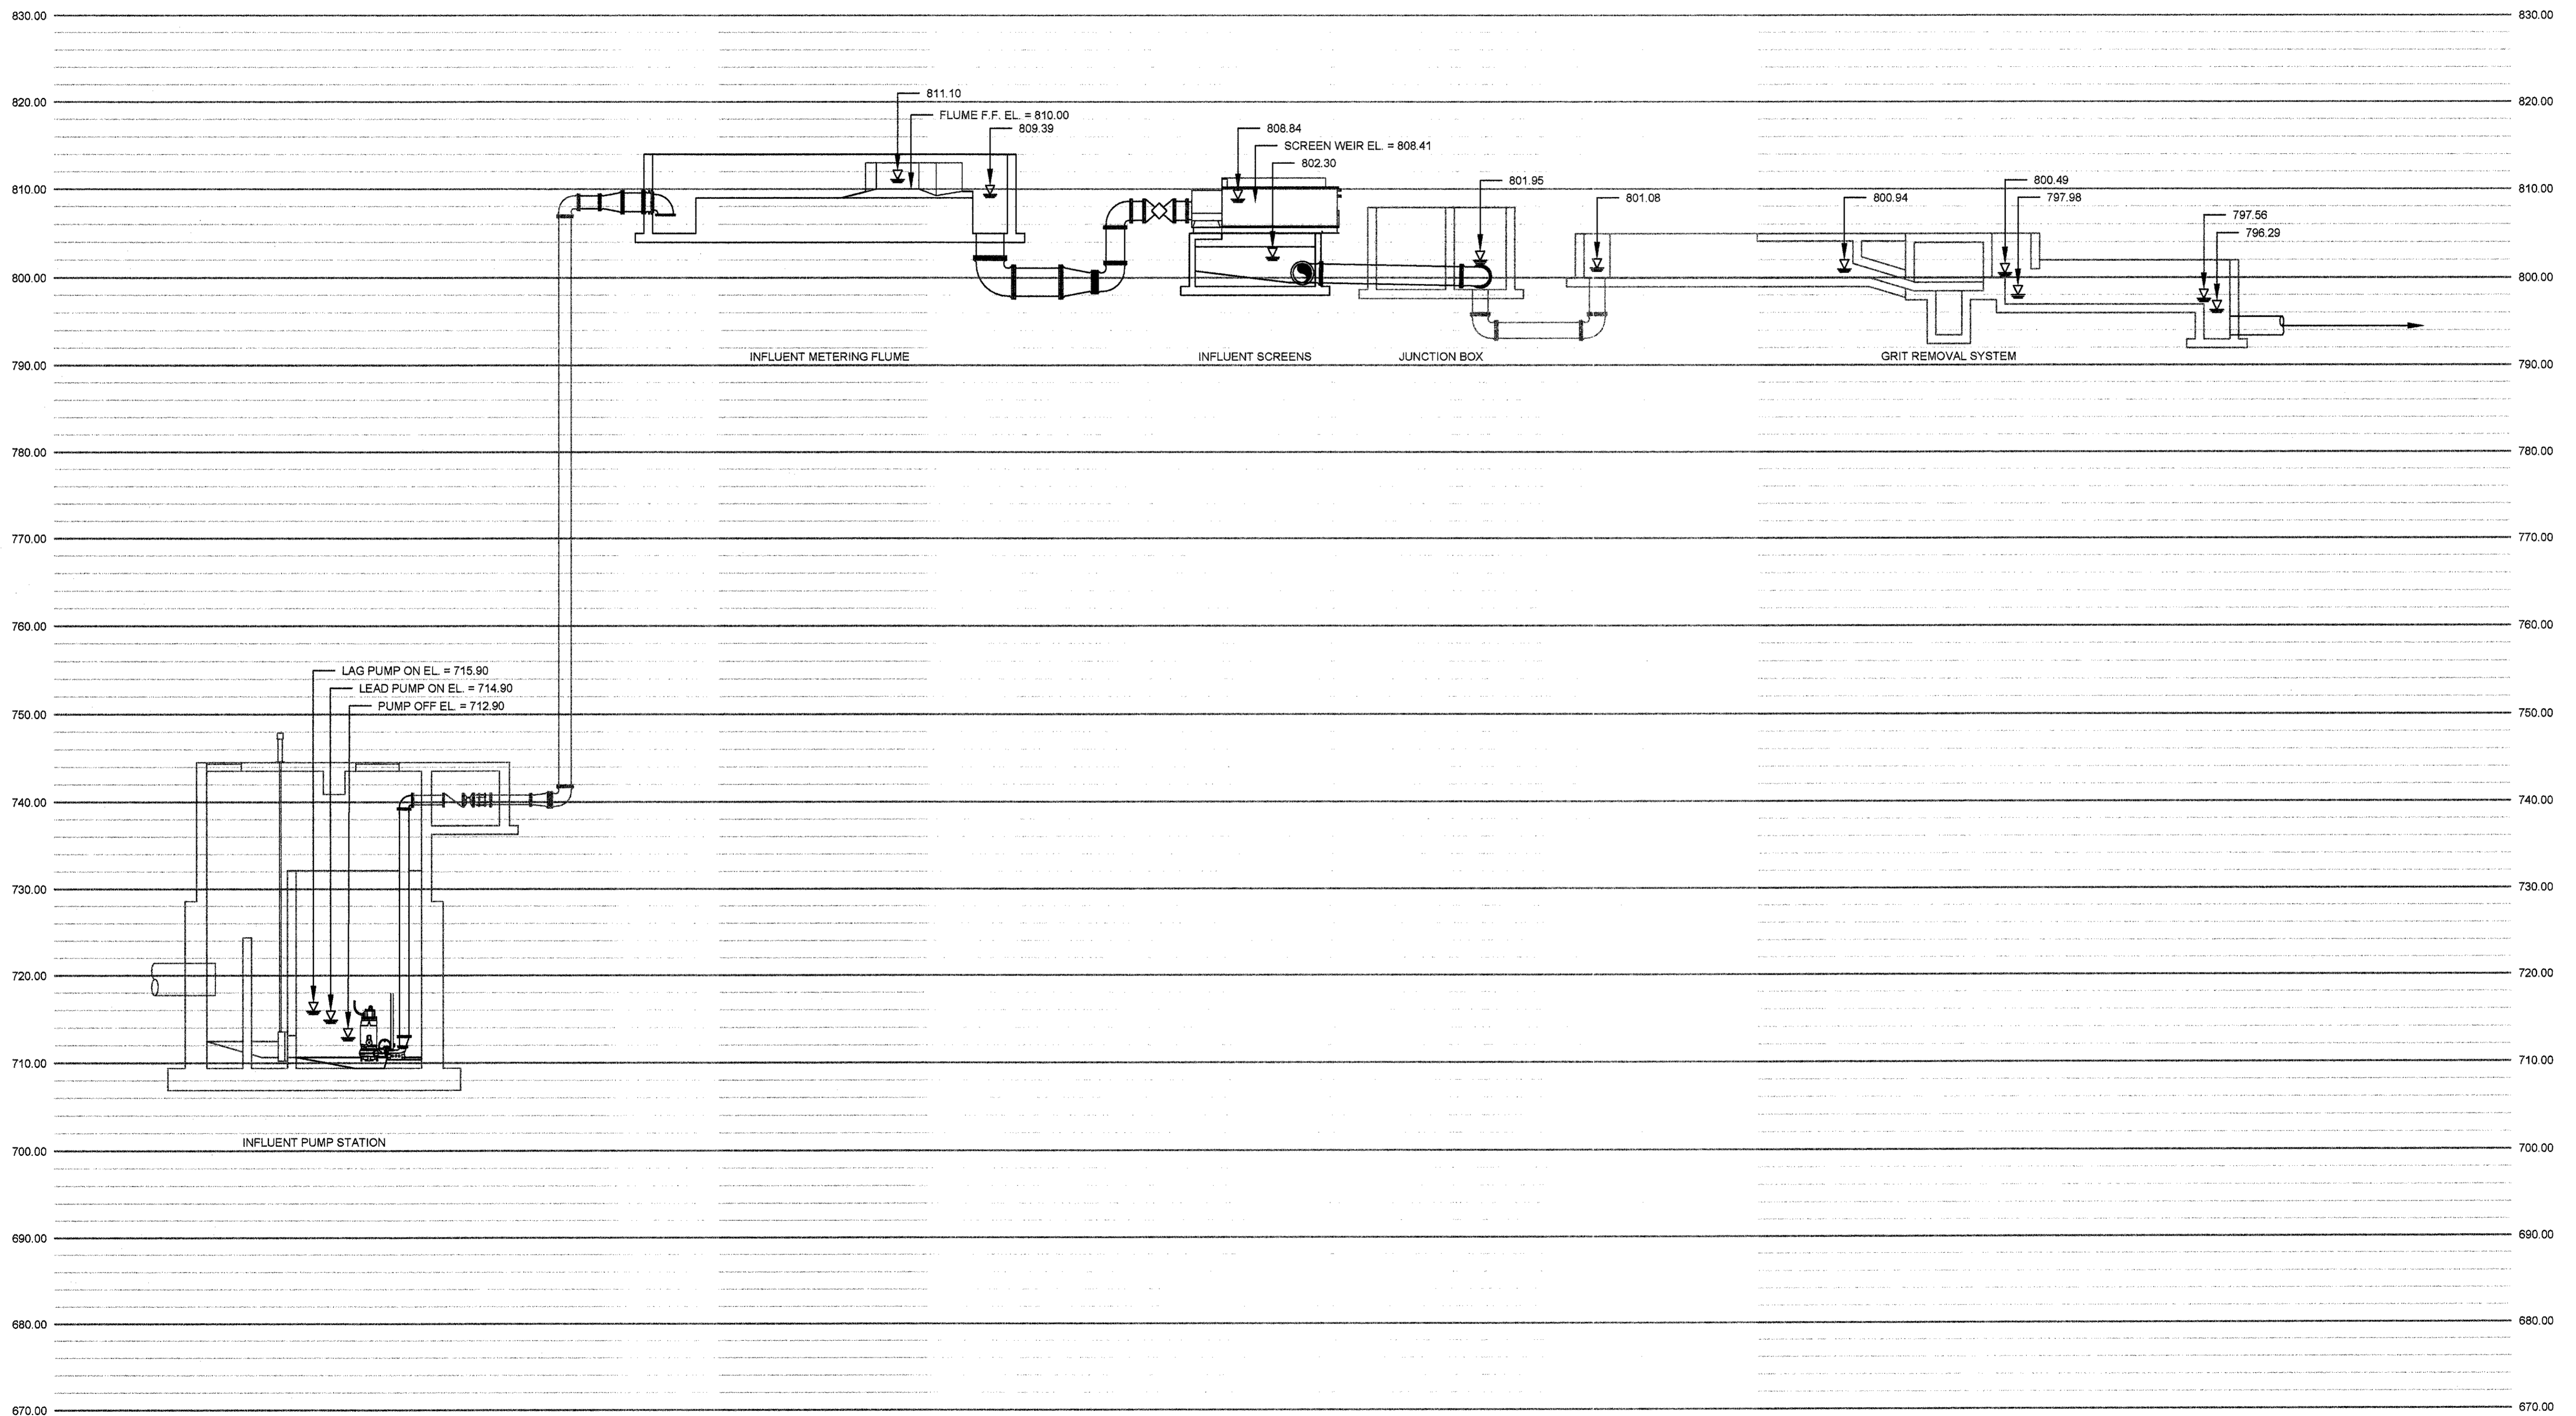 830.00 830.00
820.00 820.00
811.10
FLUME F.F. EL. = 810.00
809.39
808.84
SCREEN WEIR EL. = 808.41
802.30
801.95
801.08
800.94
800.49
797.98
797.56
796.29
810.00 810.00
800.00 800.00
INFLUENT METERING FLUME
INFLUENT SCREENS
JUNCTION BOX
GRIT REMOVAL SYSTEM
790.00 790.00
780.00 780.00
770.00 770.00
760.00 760.00
LAG PUMP ON EL. = 715.90
LEAD PUMP ON EL. = 714.90
PUMP OFF EL. = 712.90
750.00 750.00
740.00 740.00
730.00 730.00
720.00 720.00
710.00 710.00
INFLUENT PUMP STATION
700.00 700.00
690.00 690.00
680.00 680.00
670.00 670.00